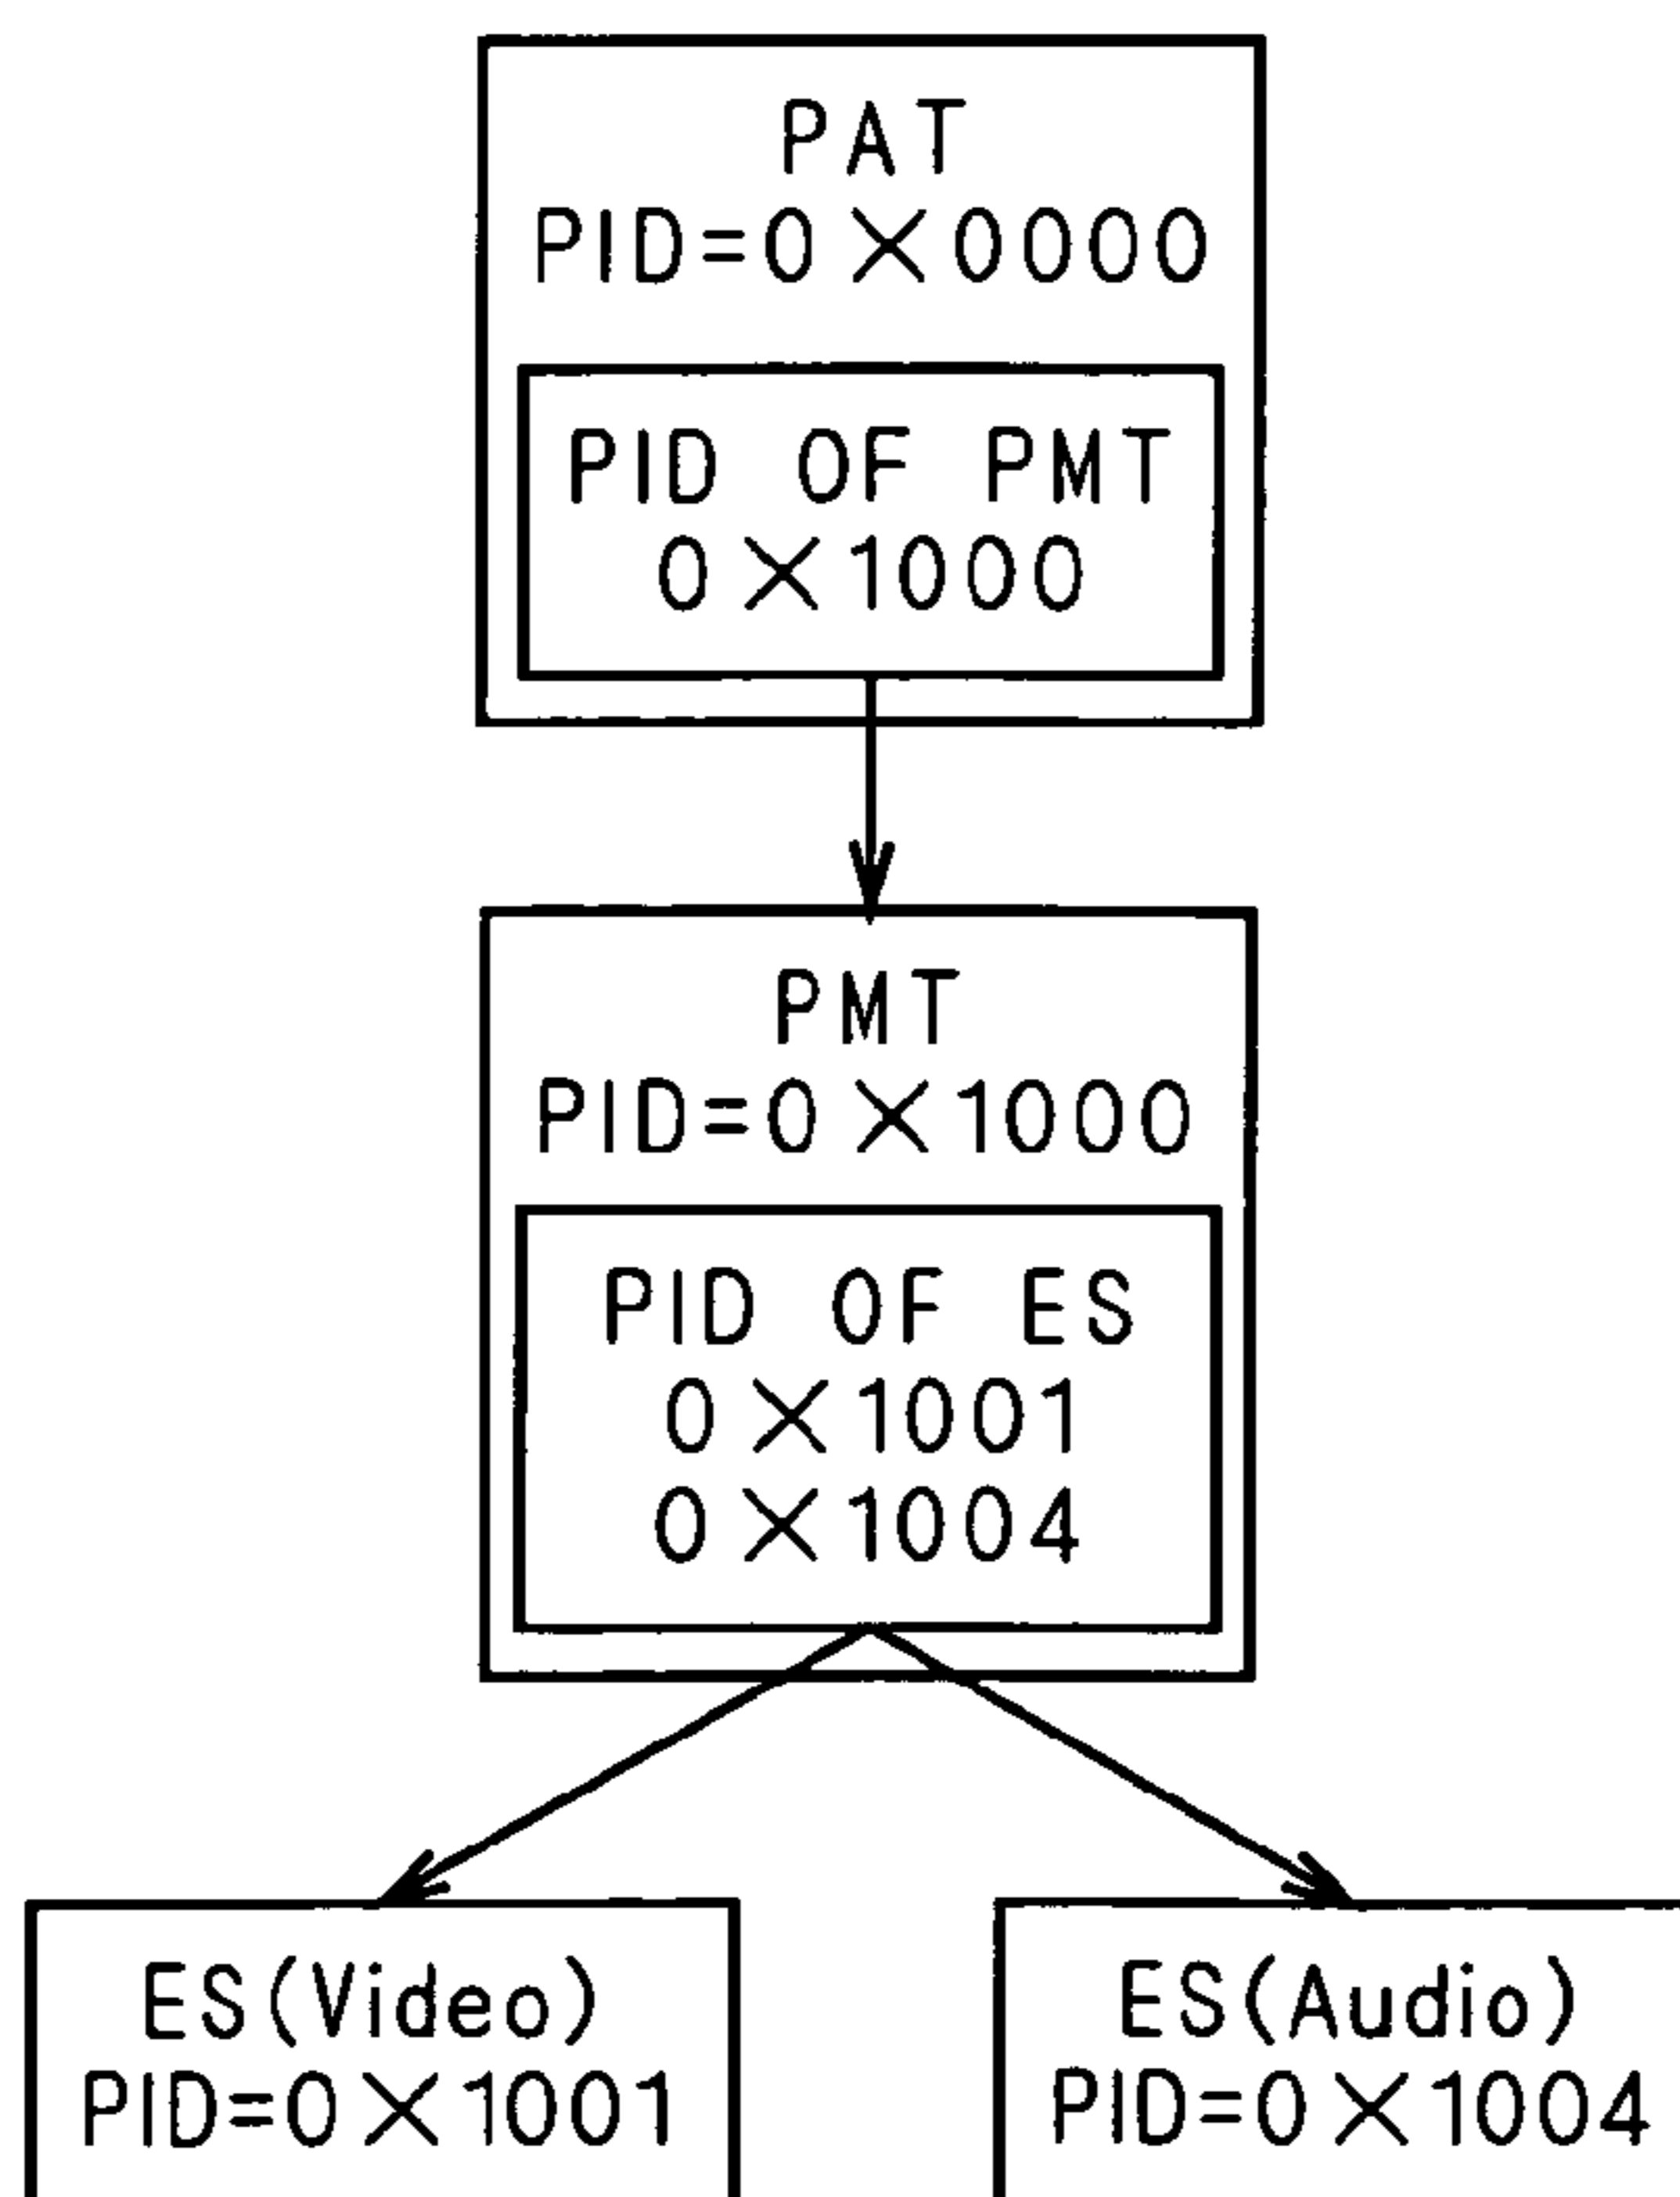 PAT
PID=0×0000
PID OF PMT
0×1000
PMT
PID=0×1000
PID OF ES
0×1001
0×1004
ES(Video)
PID=0×1001
ES(Audio)
PID=0×1004